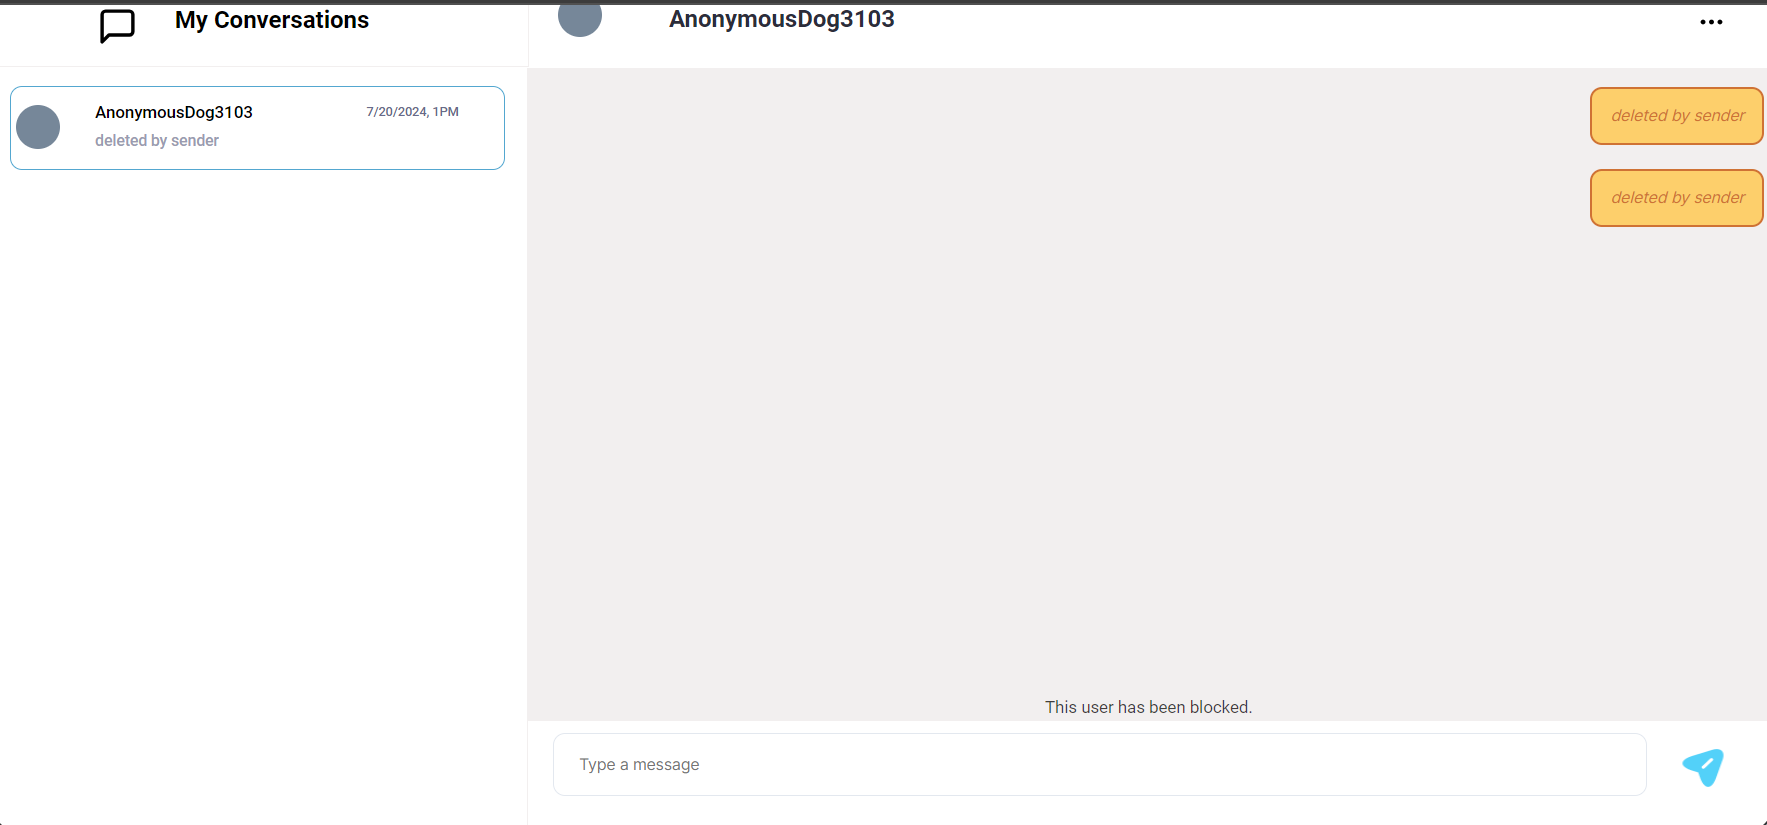 My Conversations
AnonymousDog3103
7/20/2024, 1PM
deleted by sender
AnonymousDog3103
deleted by sender
deleted by sender
This user has been blocked.
Type a message